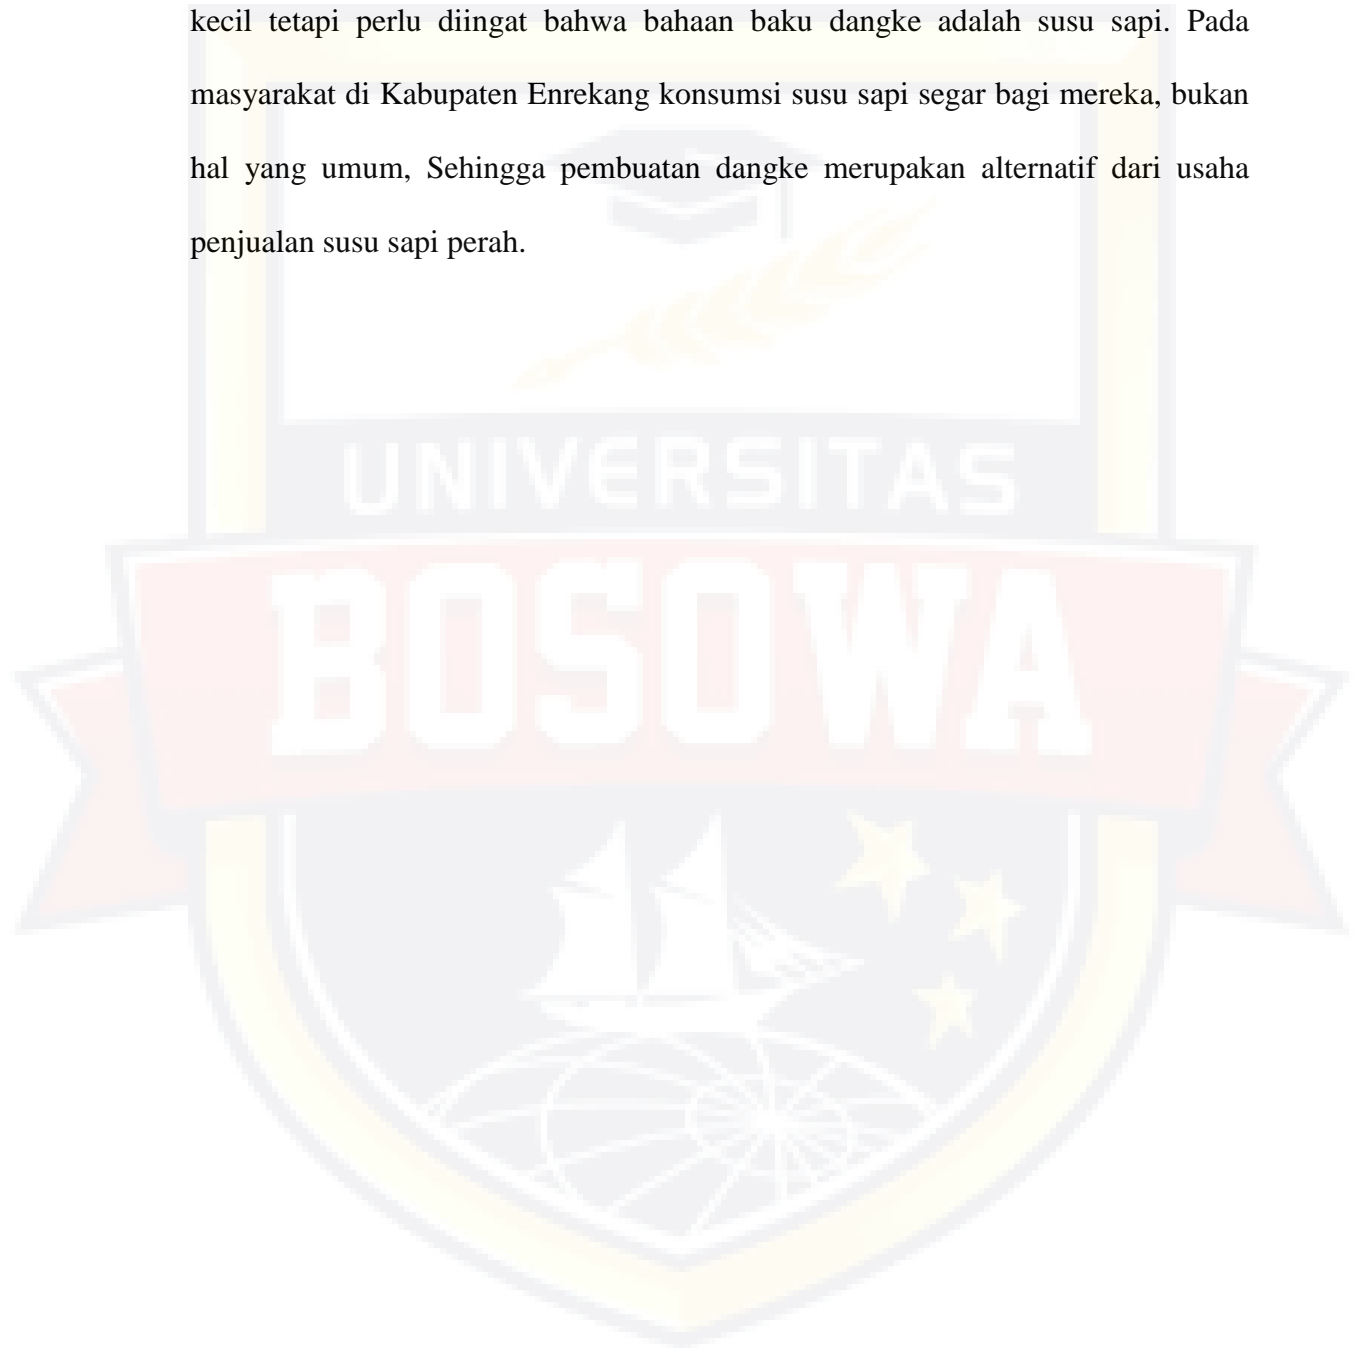 kecil tetapi perlu diingat bahwa bahaan baku dangke adalah susu sapi. Pada
masyarakat di Kabupaten Enrekang konsumsi susu sapi segar bagi mereka, bukan
hal yang umum, Sehingga pembuatan dangke merupakan alternatif dari usaha
penjualan susu sapi perah.
UNIVERSITAS
BOSOWA